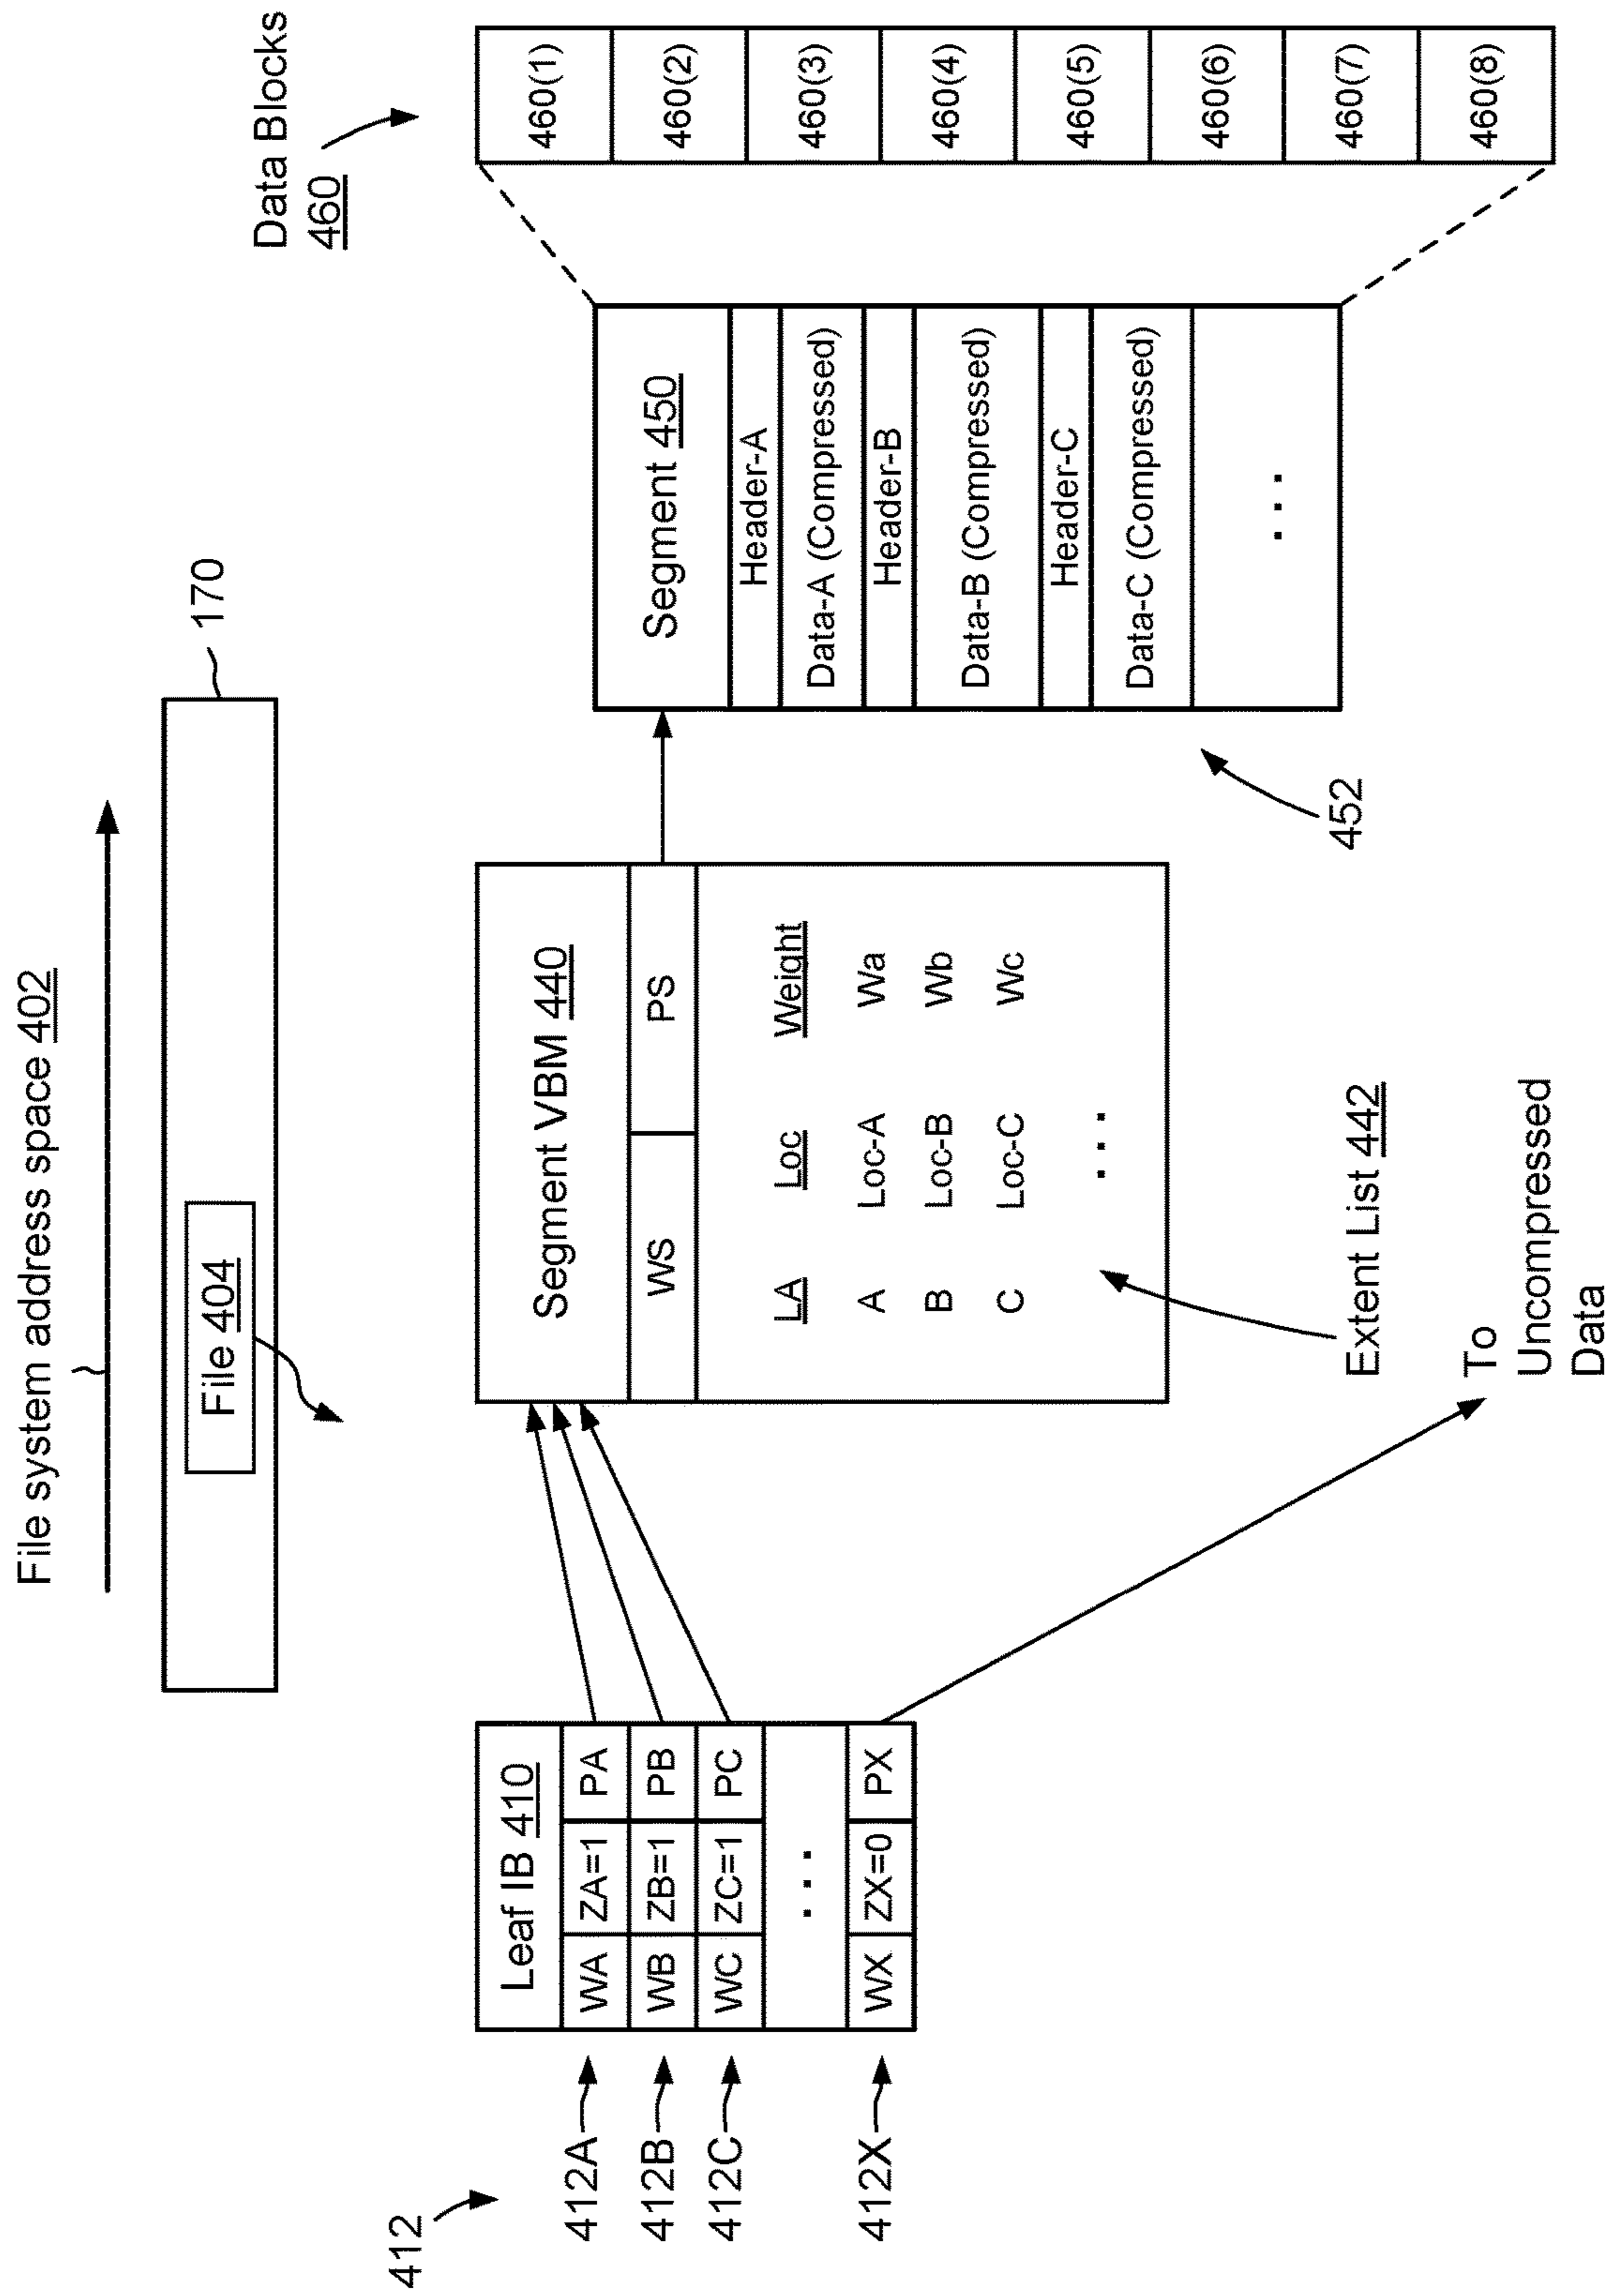 File system address space 402
File 404
170
Data Blocks
460
412
412A
412B
412C
412X
Leaf IB 410
WA ZA=1 PA
WB ZB=1 PB
WC ZC=1 PC
. . .
WX ZX=0 PX
Segment VBM 440
WS PS
LA Loc Weight
A Loc-A Wa
B Loc-B Wb
C Loc-C Wc
. . .
Extent List 442
To
Uncompressed
Data
Segment 450
Header-A
Data-A (Compressed)
Header-B
Data-B (Compressed)
Header-C
Data-C (Compressed)
. . .
452
460(1)
460(2)
460(3)
460(4)
460(5)
460(6)
460(7)
460(8)